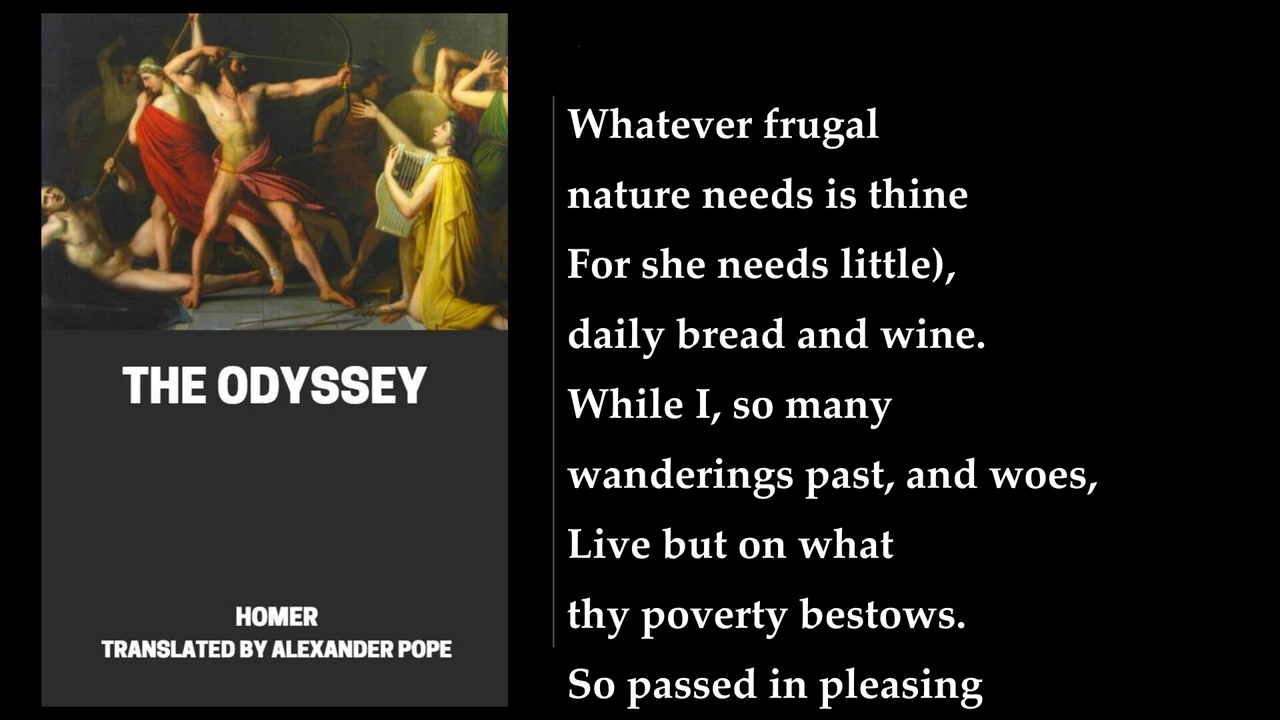 THE ODYSSEY
HOMER
TRANSLATED BY ALEXANDER POPE
Whatever frugal
nature needs is thine
For she needs little),
daily bread and wine.
While I, so many
wanderings past, and woes,
Live but on what
thy poverty bestows.
So passed in pleasing